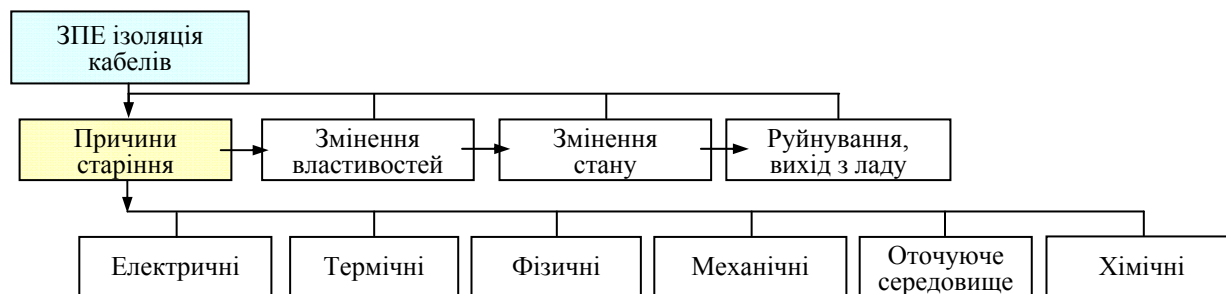 ЗПЕ ізоляція
кабелів
Причини
старіння
Змінення
властивостей
Змінення
стану
Руйнування,
вихід з ладу
Електричні
Термічні
Фізичні
Механічні
Оточуюче
середовище
Хімічні